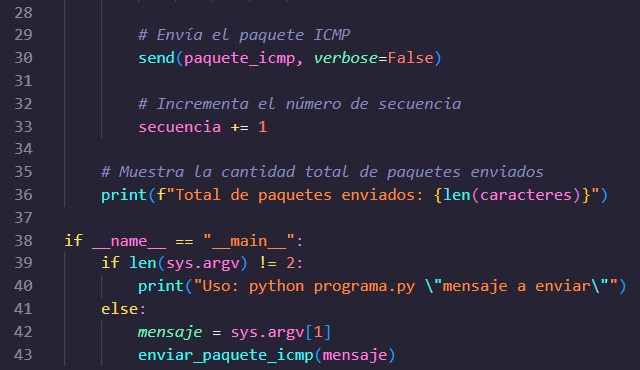 28
29 # Envía el paquete ICMP
30 send(paquete_icmp, verbose=False)
31
32 # Incrementa el número de secuencia
33 secuencia += 1
34
35 # Muestra la cantidad total de paquetes enviados
36 print(f"Total de paquetes enviados: {len(caracteres)}")
37
38 if __name__ == "__main__":
39 if len(sys.argv) != 2:
40 print("Uso: python programa.py \"mensaje a enviar\"")
41 else:
42 mensaje = sys.argv[1]
43 enviar_paquete_icmp(mensaje)